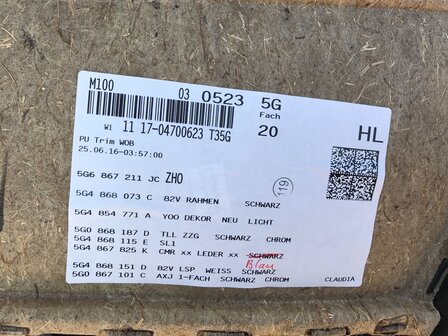 M100
03 0523 5G
Fach
W1 11 17-04700623 T35G 20 HL
PU Trim WOB
25.06.16-03:57:00
5G6 867 211 JC ZHO
119
5G4 868 073 C 82V RAHMEN SCHWARZ
5G4 854 771 A YOO DEKOR NEU LICHT
5G0 868 187 D TLL ZZG SCHWARZ CHROM
5G4 868 115 E SL1
5G4 867 825 K CMR xx LEDER xx SCHWARZ
Blau
5G4 868 151 D 82V LSP WEISS SCHWARZ
5G0 867 101 C AXJ 1-FACH SCHWARZ CHROM CLAUDIA